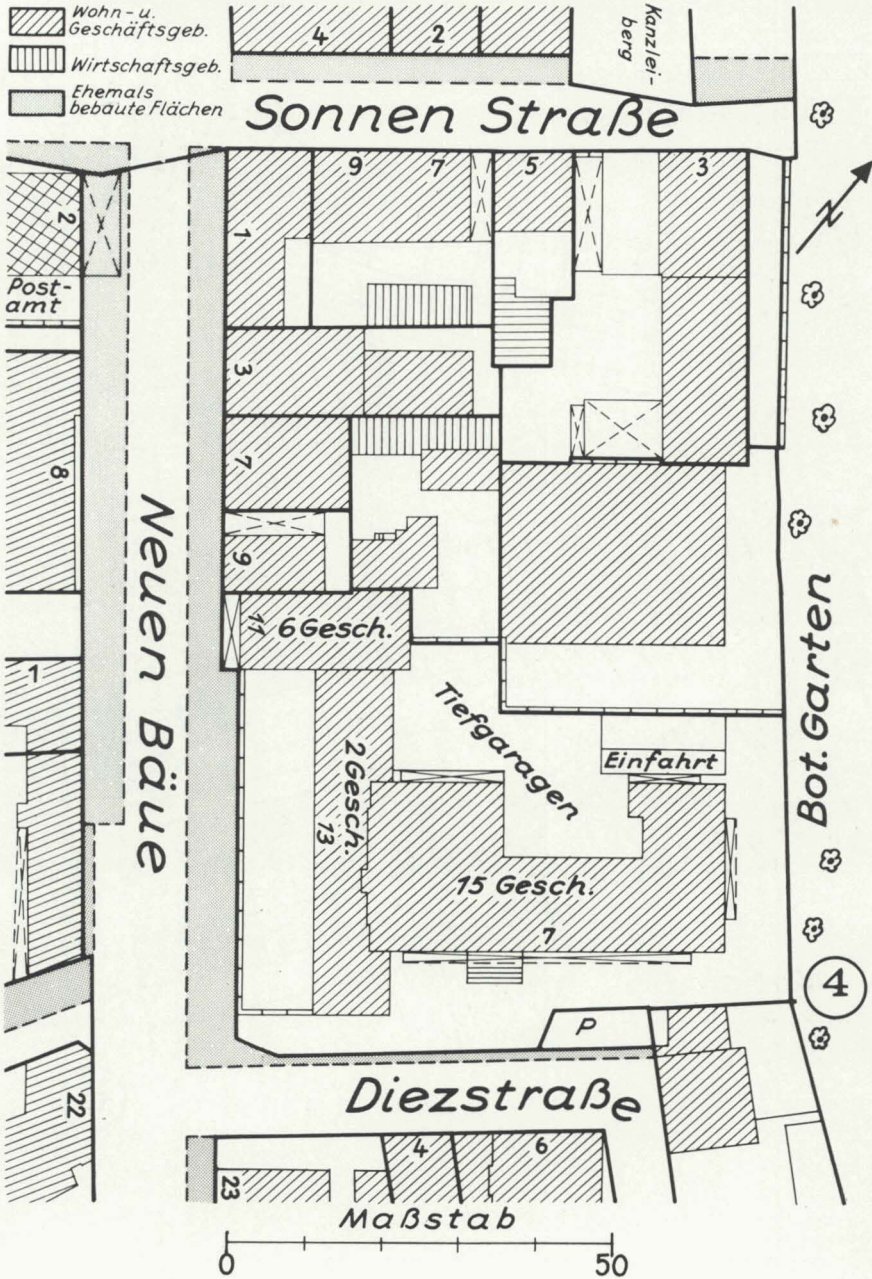 Wohn- u.
Geschäftsgeb.
Wirtschaftsgeb.
Ehemals
bebaute Flächen
4
2
Kanzlei-
berg
Sonnen Straße
2
Post-
amt
1
9
7
5
3
N
3
7
8
9
11
6 Gesch.
1
Neuen Bäue
2 Gesch.
13
Tiefgaragen
Einfahrt
15 Gesch.
7
Bot. Garten
4
P
Diezstraße
22
23
4
6
Maßstab
0
50